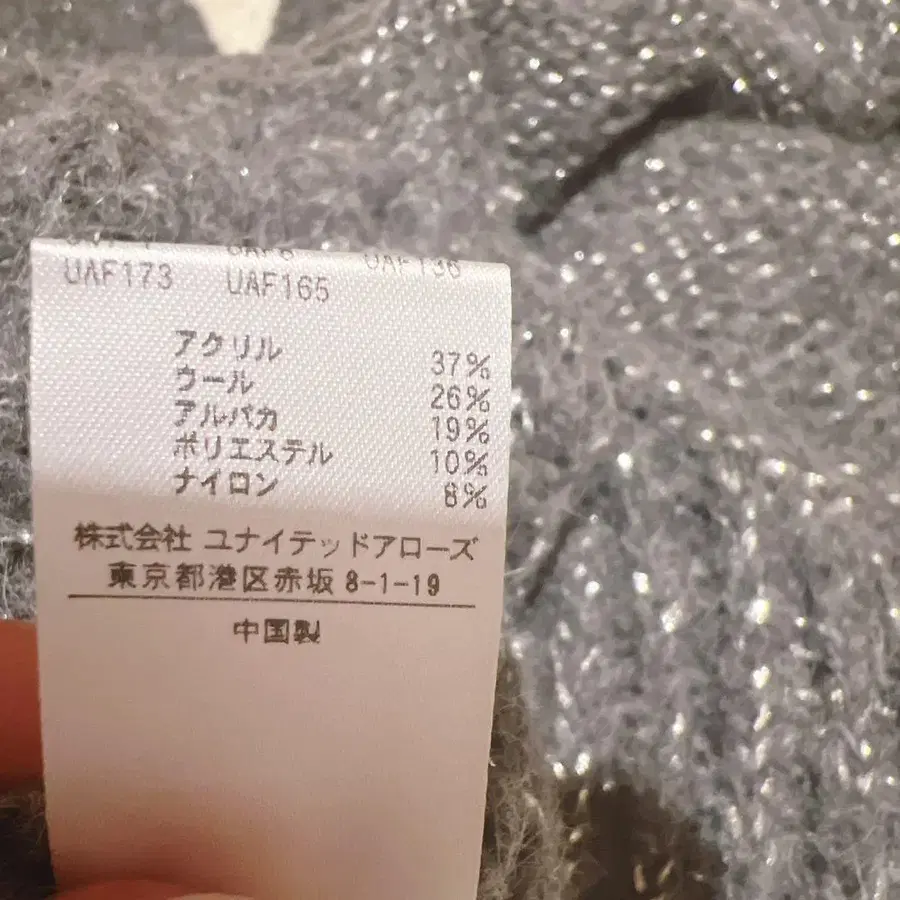 UAF136
UAF173 UAF165
アクリル 37%
ウール 26%
アルパカ 19%
ポリエステル 10%
ナイロン 8%
株式会社 ユナイテッドアローズ
東京都港区赤坂 8-1-19
中国製